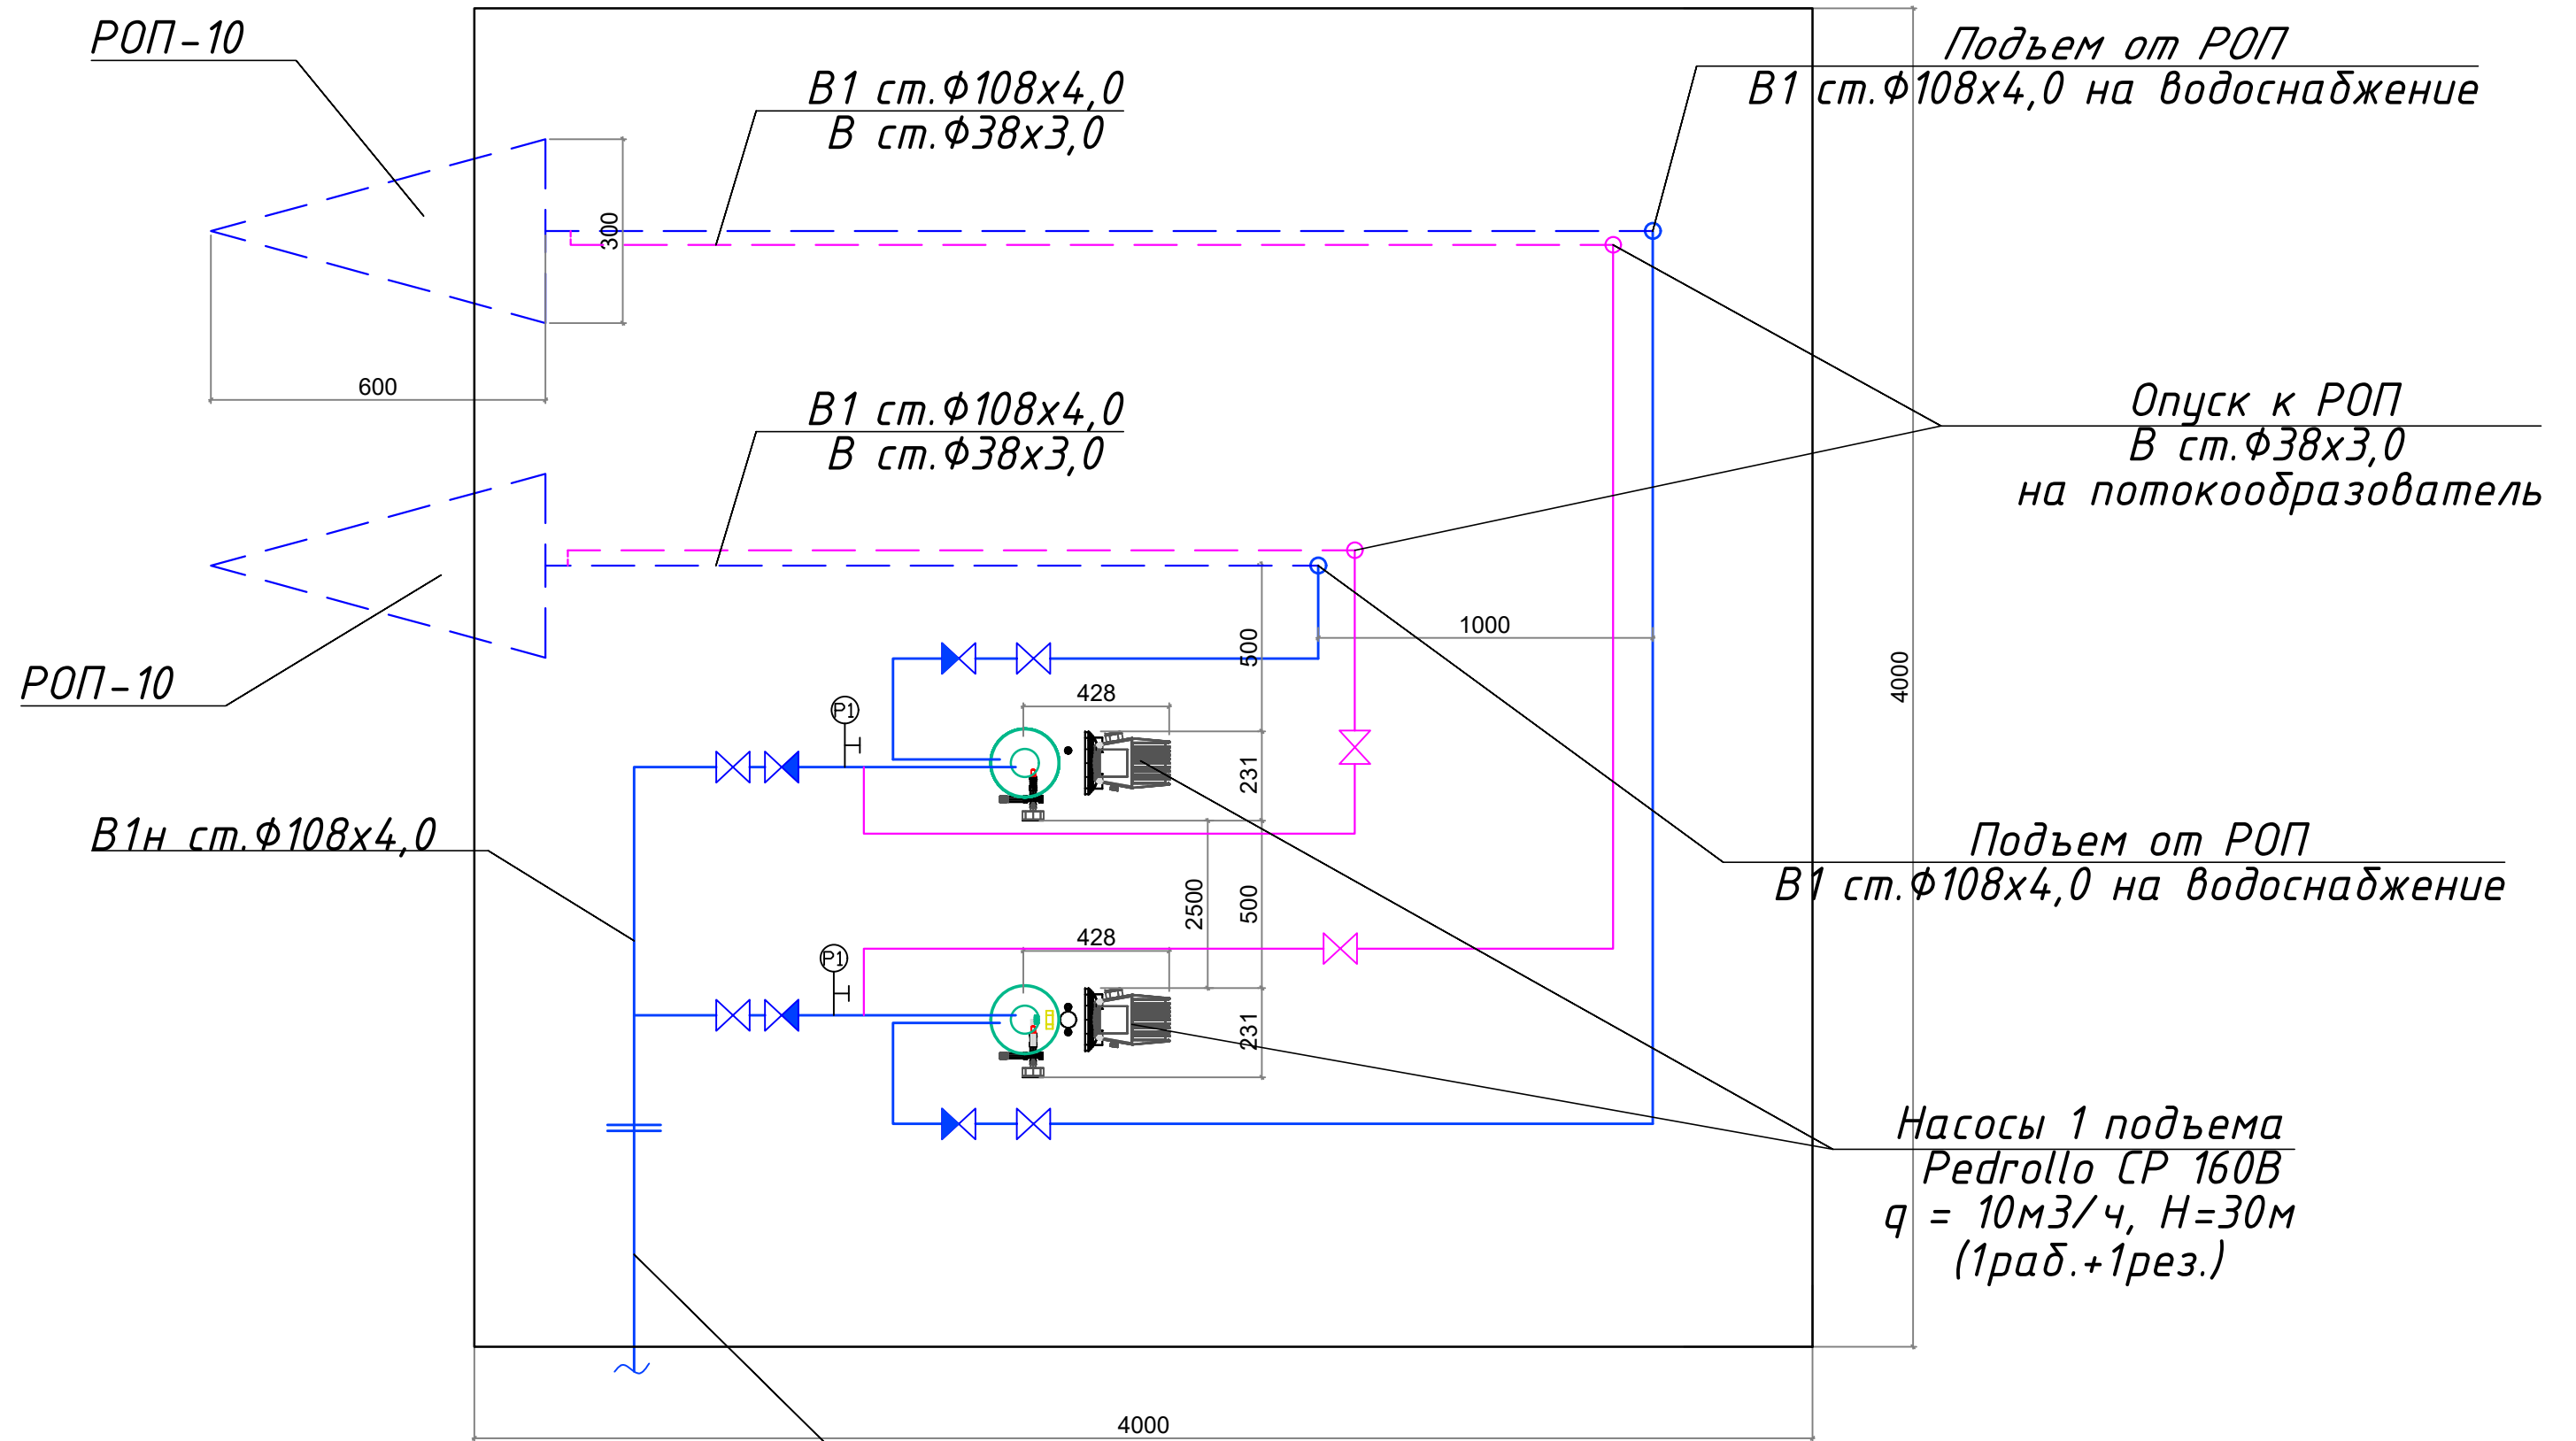 РОП-10
В1 ст.Ф108х4,0
В ст.Ф38х3,0
Подъем от РОП
В1 ст.Ф108х4,0 на водоснабжение
300
600
В1 ст.Ф108х4,0
В ст.Ф38х3,0
Опуск к РОП
В ст.Ф38х3,0
на потокообразователь
РОП-10
1000
500
4000
428
P1
231
В1н ст.Ф108х4,0
Подъем от РОП
В1 ст.Ф108х4,0 на водоснабжение
2500
500
428
P1
231
Насосы 1 подъема
Pedrollo CP 160B
q = 10м3/ч, Н=30м
(1раб.+1рез.)
4000